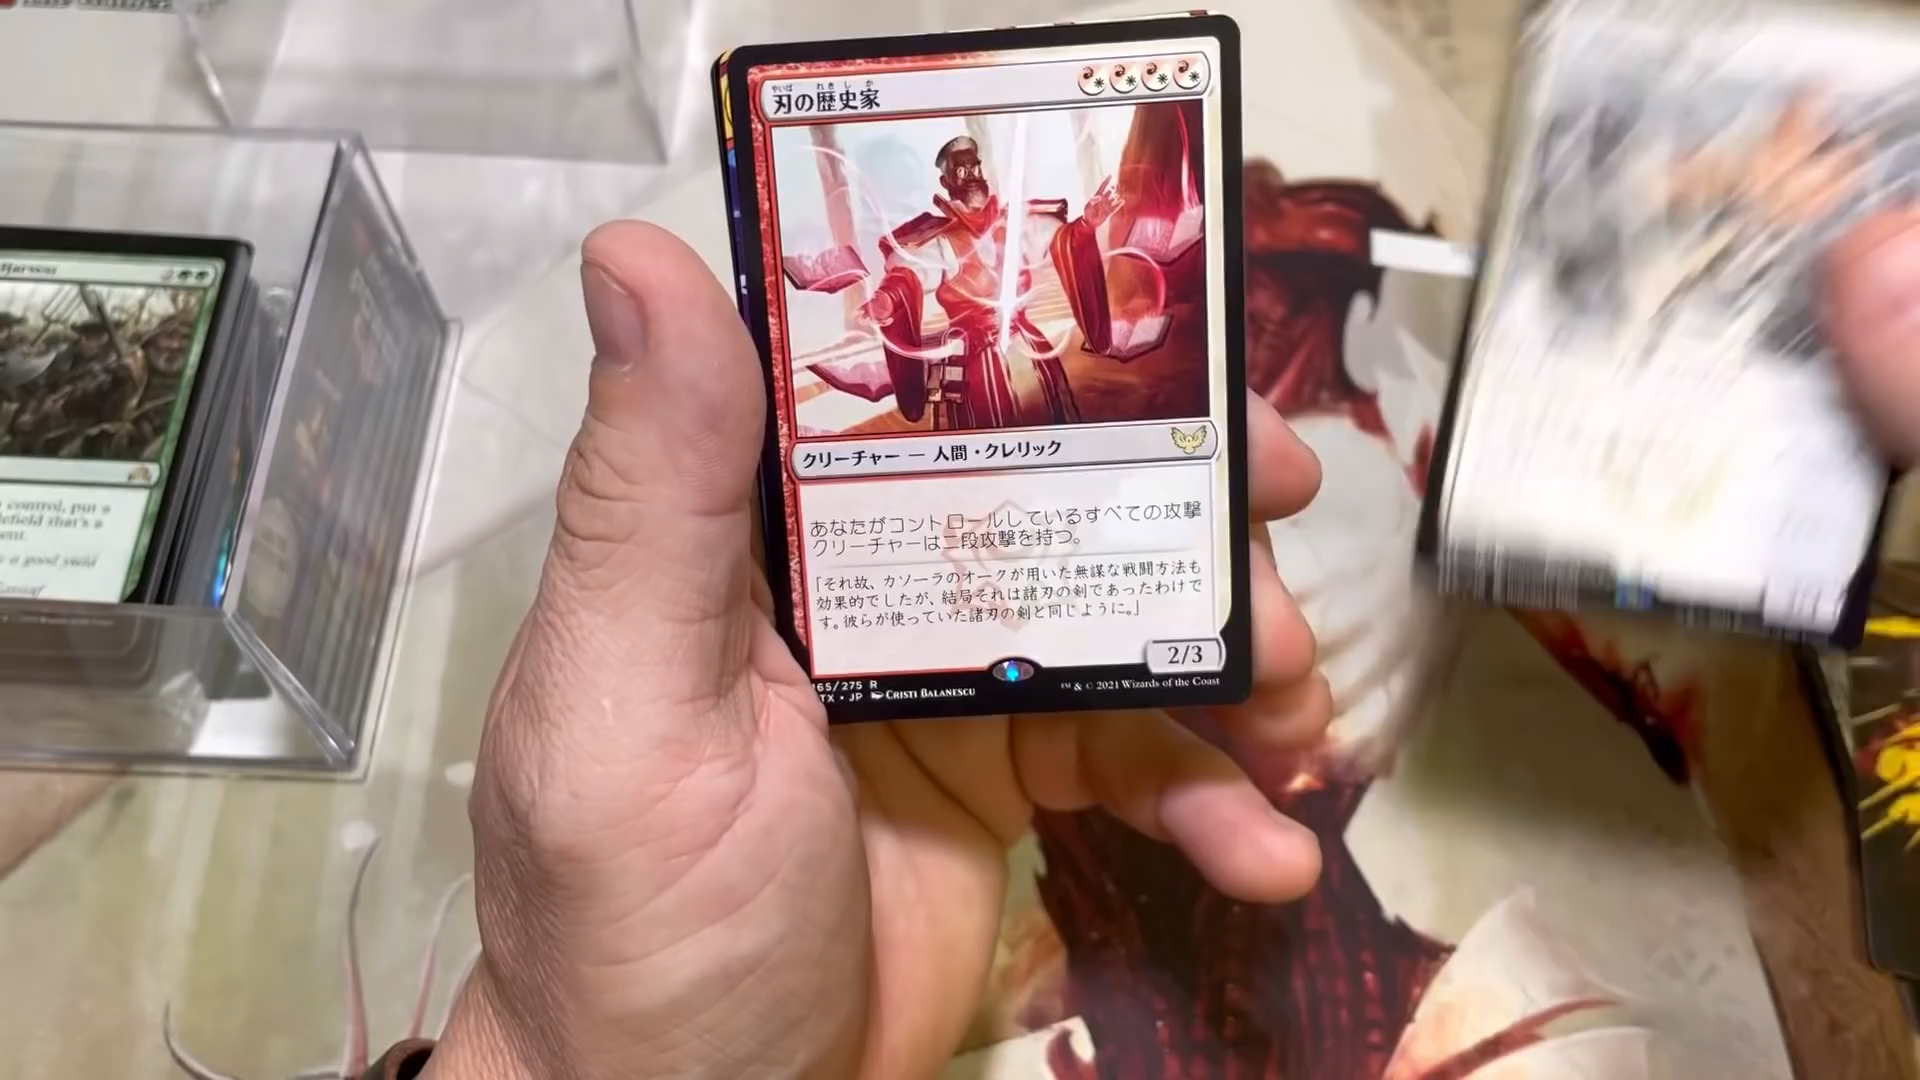 刃の歴史家
やいば れきしか
クリーチャー — 人間・クレリック
あなたがコントロールしているすべての攻撃
クリーチャーは二段攻撃を持つ。
「それ故、カゾーラのオークが用いた無謀な戦闘方法も
効果的でしたが、結局それは諸刃の剣であったわけで
す。彼らが使っていた諸刃の剣と同じように。」
2/3
165/275 R
TX • JP CRISTI BALANESCU
™ & © 2021 Wizards of the Coast
control, put a
efield that's a
ent.
a good yield